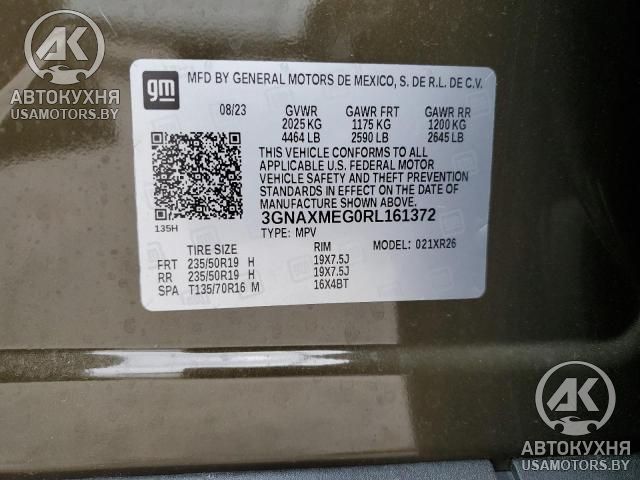 AK
АВТОКУХНЯ
USAMOTORS.BY
gm
MFD BY GENERAL MOTORS DE MEXICO, S. DE R.L. DE C.V.
08/23 GVWR GAWR FRT GAWR RR
2025 KG 1175 KG 1200 KG
4464 LB 2590 LB 2645 LB
THIS VEHICLE CONFORMS TO ALL
APPLICABLE U.S. FEDERAL MOTOR
VEHICLE SAFETY AND THEFT PREVENTION
STANDARDS IN EFFECT ON THE DATE OF
MANUFACTURE SHOWN ABOVE.
3GNAXMEG0RL161372
135H
TYPE: MPV MODEL: 021XR26
TIRE SIZE RIM
FRT 235/50R19 H 19X7.5J
RR 235/50R19 H 19X7.5J
SPA T135/70R16 M 16X4BT
AK
АВТОКУХНЯ
USAMOTORS.BY